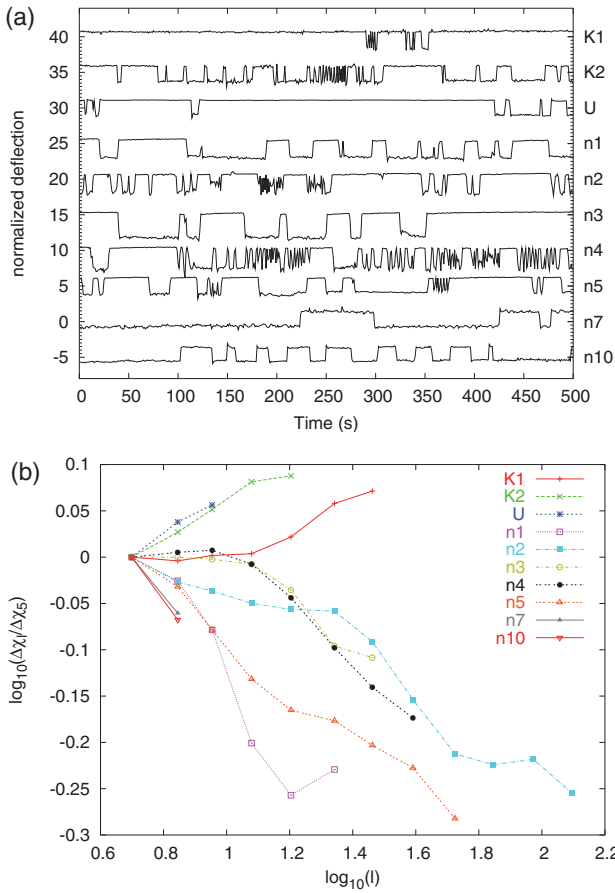 (a)
40
35
30
25
20
15
10
5
0
-5
normalized deflection
K1
K2
U
n1
n2
n3
n4
n5
n7
n10
0 50 100 150 200 250 300 350 400 450 500
Time (s)
(b)
0.1
0.05
0
-0.05
-0.1
-0.15
-0.2
-0.25
-0.3
log10(Δχl/Δχ5)
K1
K2
U
n1
n2
n3
n4
n5
n7
n10
0.6 0.8 1 1.2 1.4 1.6 1.8 2 2.2
log10(l)